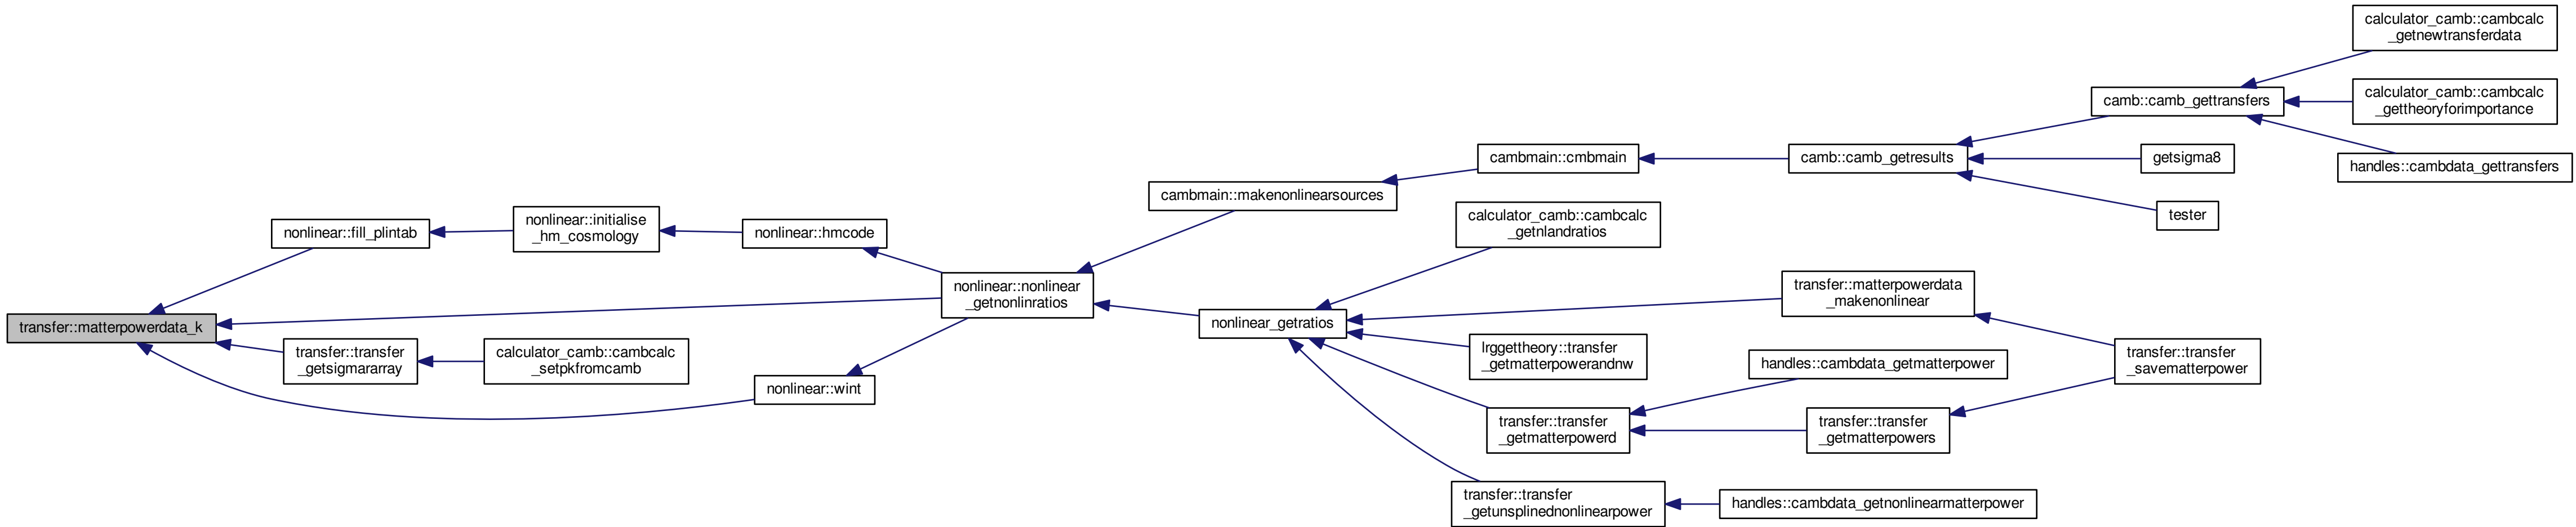 calculator_camb::cambcalc
_getnewtransferdata
camb::camb_gettransfers
calculator_camb::cambcalc
_gettheoryforimportance
cambmain::cmbmain
camb::camb_getresults
getsigma8
handles::cambdata_gettransfers
cambmain::makenonlinearsources
tester
nonlinear::fill_plintab
nonlinear::initialise
_hm_cosmology
nonlinear::hmcode
calculator_camb::cambcalc
_getnlandratios
nonlinear::nonlinear
_getnonlinratios
transfer::matterpowerdata
_makenonlinear
transfer::matterpowerdata_k
nonlinear_getratios
transfer::transfer
_getsigmararray
calculator_camb::cambcalc
_setpkfromcamb
lrggettheory::transfer
_getmatterpowerandnw
handles::cambdata_getmatterpower
transfer::transfer
_savematterpower
nonlinear::wint
transfer::transfer
_getmatterpowerd
transfer::transfer
_getmatterpowers
transfer::transfer
_getunsplinednonlinearpower
handles::cambdata_getnonlinearmatterpower